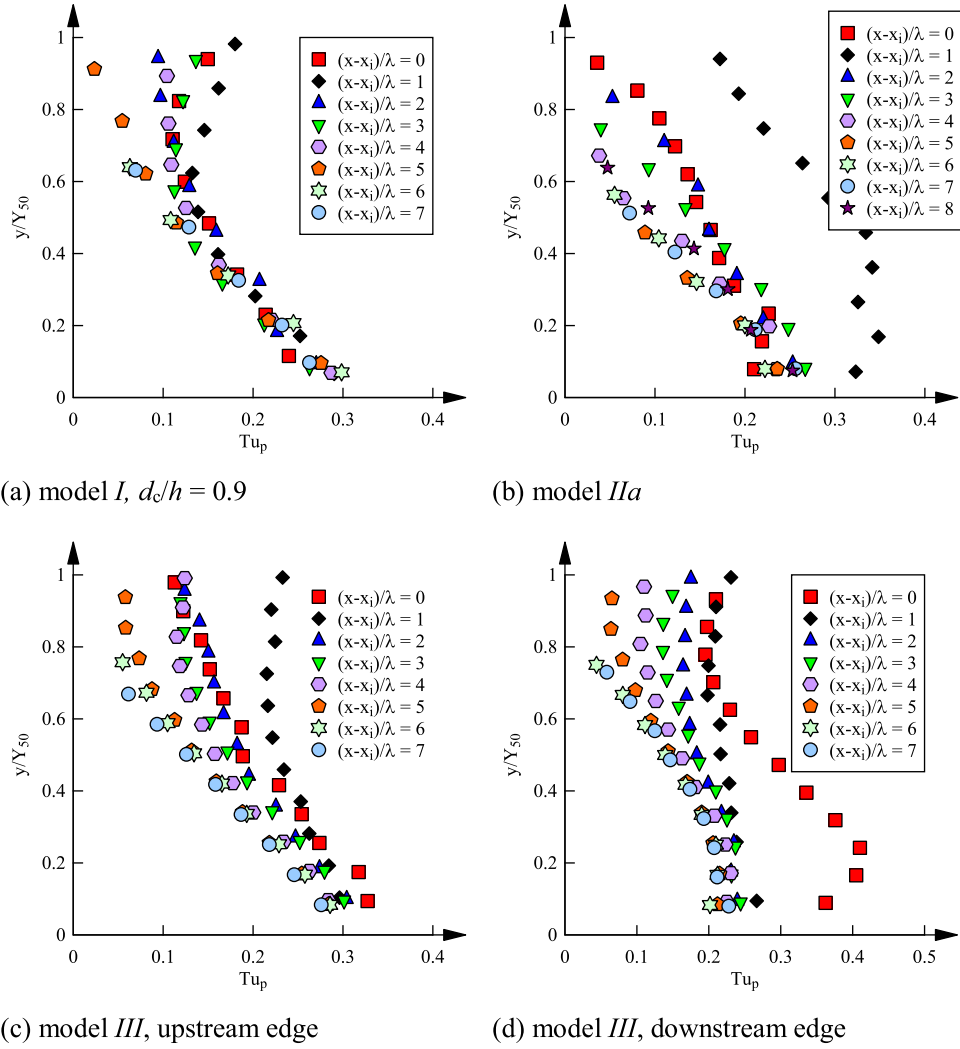 1
0.8
0.6
0.4
0.2
0
y/Y50
0 0.1 0.2 0.3 0.4
Tup
(x-xi)/λ = 0
(x-xi)/λ = 1
(x-xi)/λ = 2
(x-xi)/λ = 3
(x-xi)/λ = 4
(x-xi)/λ = 5
(x-xi)/λ = 6
(x-xi)/λ = 7
(a) model I, dc/h = 0.9
1
0.8
0.6
0.4
0.2
0
y/Y50
0 0.1 0.2 0.3 0.4
Tup
(x-xi)/λ = 0
(x-xi)/λ = 1
(x-xi)/λ = 2
(x-xi)/λ = 3
(x-xi)/λ = 4
(x-xi)/λ = 5
(x-xi)/λ = 6
(x-xi)/λ = 7
(x-xi)/λ = 8
(b) model IIa
1
0.8
0.6
0.4
0.2
0
y/Y50
0 0.1 0.2 0.3 0.4
Tup
(x-xi)/λ = 0
(x-xi)/λ = 1
(x-xi)/λ = 2
(x-xi)/λ = 3
(x-xi)/λ = 4
(x-xi)/λ = 5
(x-xi)/λ = 6
(x-xi)/λ = 7
(c) model III, upstream edge
1
0.8
0.6
0.4
0.2
0
y/Y50
0 0.1 0.2 0.3 0.4 0.5
Tup
(x-xi)/λ = 0
(x-xi)/λ = 1
(x-xi)/λ = 2
(x-xi)/λ = 3
(x-xi)/λ = 4
(x-xi)/λ = 5
(x-xi)/λ = 6
(x-xi)/λ = 7
(d) model III, downstream edge